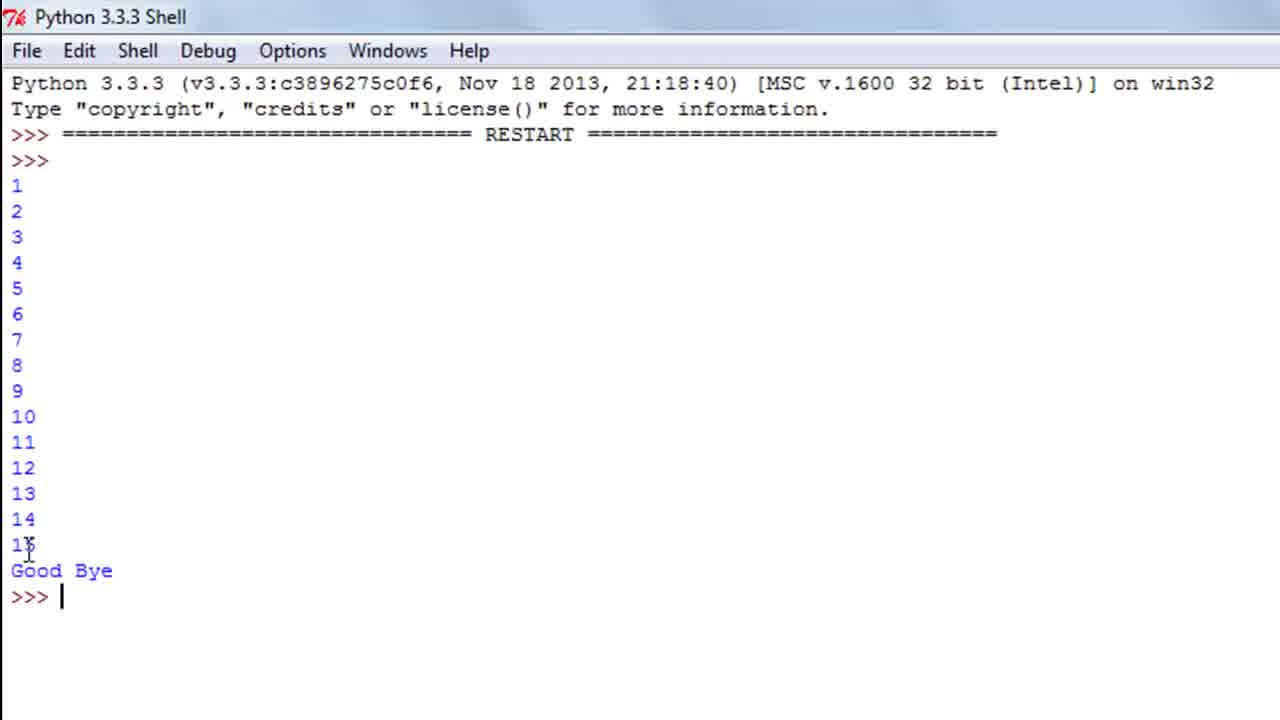 Python 3.3.3 Shell
File Edit Shell Debug Options Windows Help
Python 3.3.3 (v3.3.3:c3896275c0f6, Nov 18 2013, 21:18:40) [MSC v.1600 32 bit (Intel)] on win32
Type "copyright", "credits" or "license()" for more information.
>>> ================================ RESTART ================================
>>>
1
2
3
4
5
6
7
8
9
10
11
12
13
14
15
Good Bye
>>>